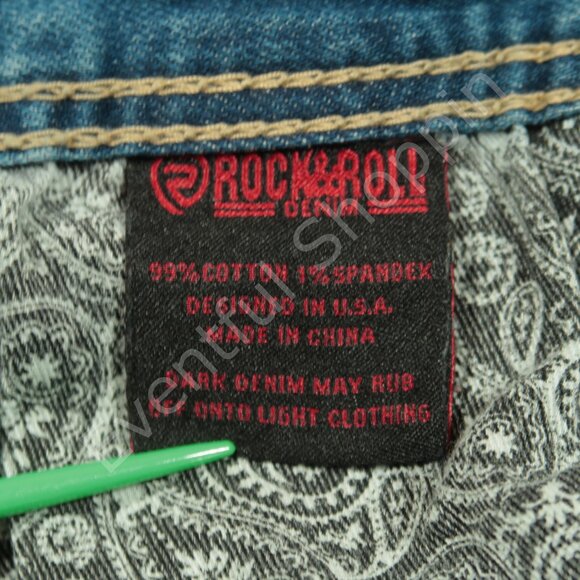 ROCK&ROLL
DENIM
99% COTTON 1% SPANDEX
DESIGNED IN U.S.A.
MADE IN CHINA
DARK DENIM MAY RUB
OFF ONTO LIGHT CLOTHING
Eventful Shoppin